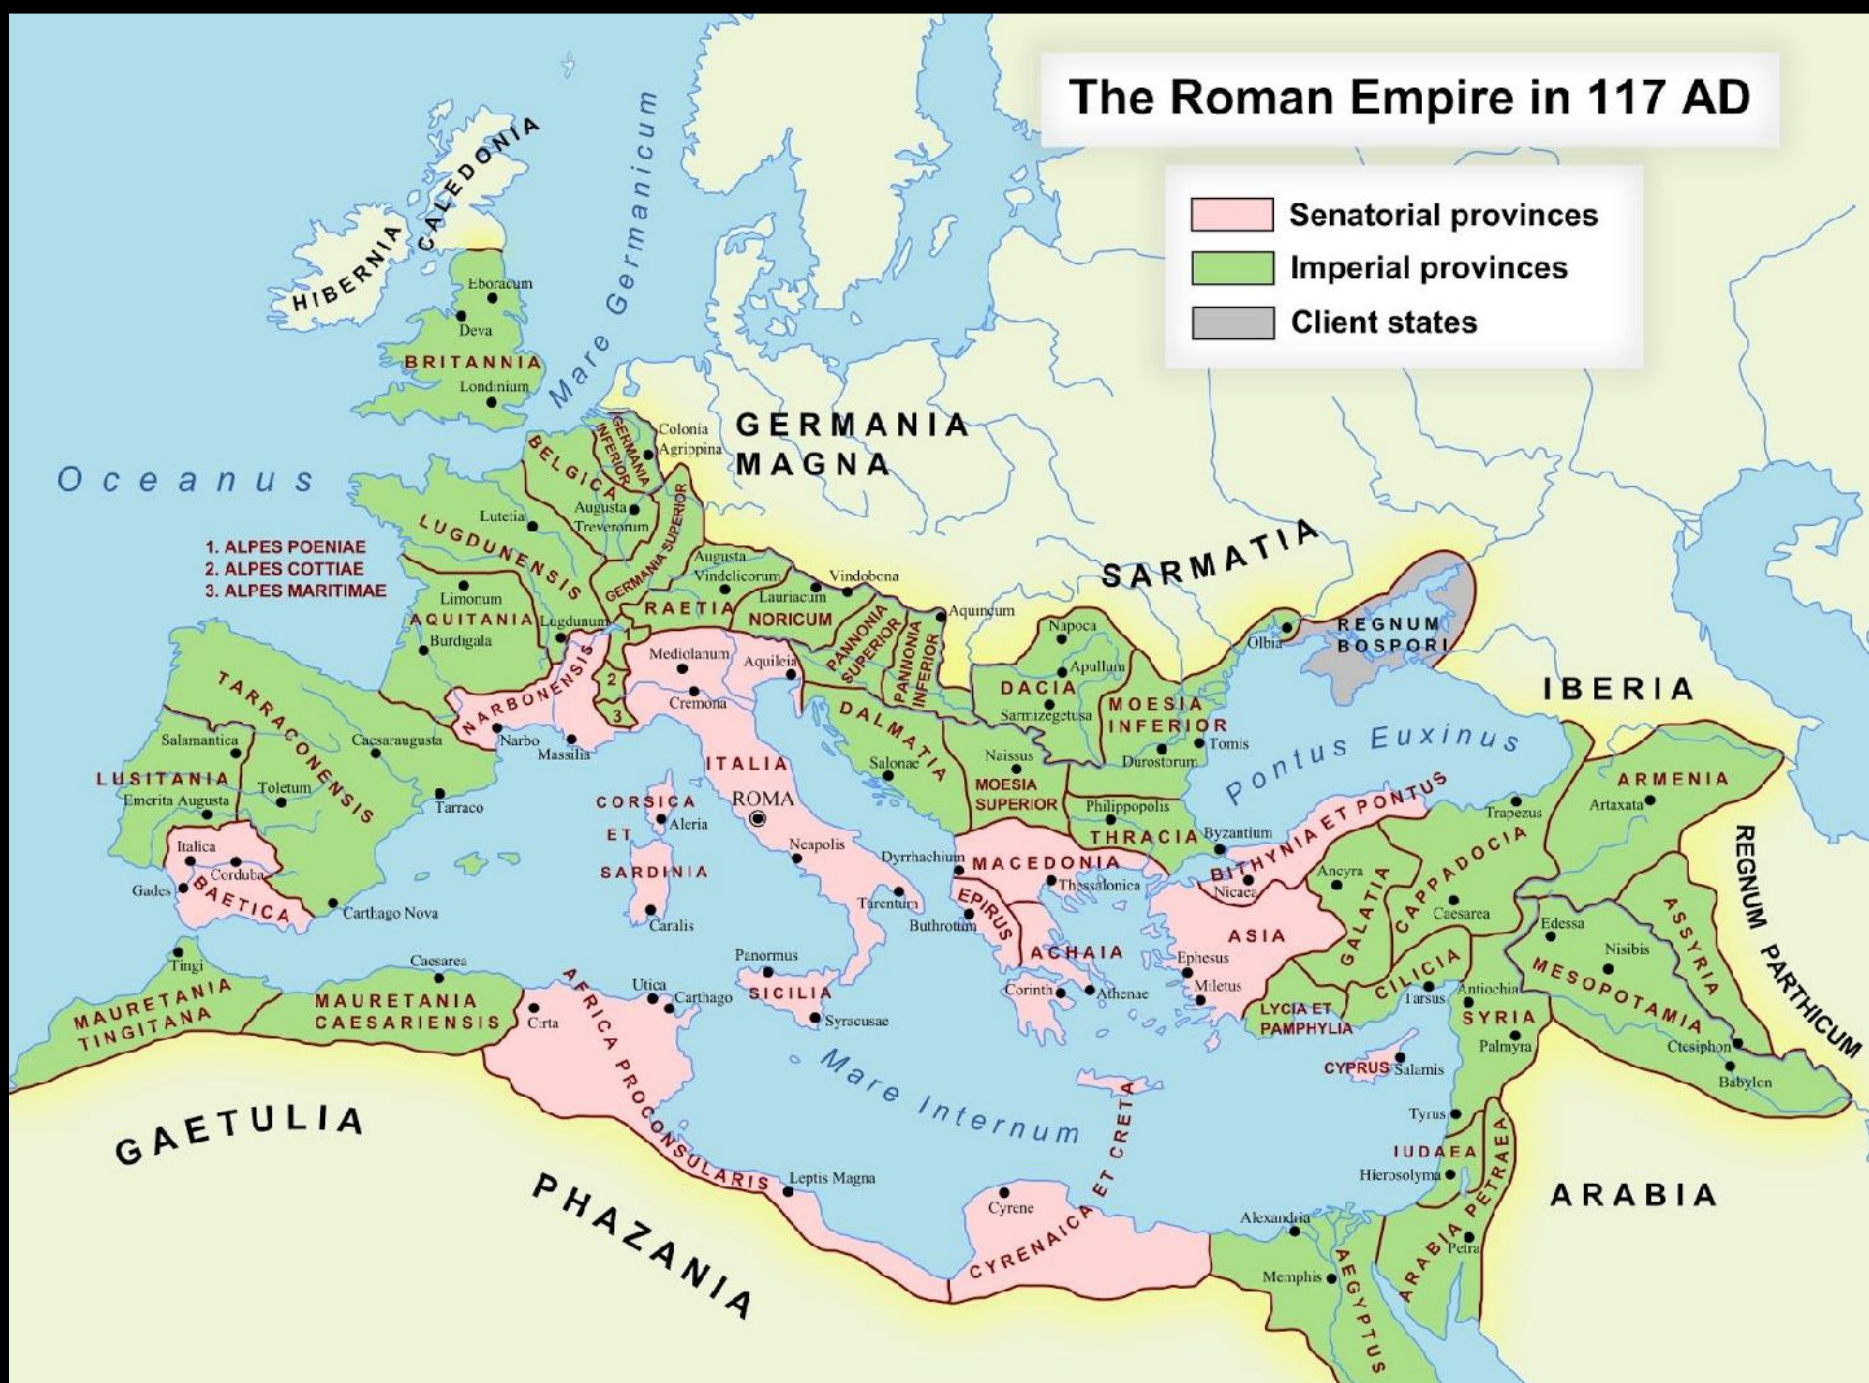 The Roman Empire in 117 AD
Senatorial provinces
Imperial provinces
Client states
CALEDONIA
HIBERNIA
Mare Germanicum
Eboracum
Deva
BRITANNIA
Londinium
Oceanus
GERMANIA
MAGNA
Colonia
Agrippina
GERMANIA
INFERIOR
BELGICA
Augusta
Treverorum
Lutetia
LUGDUNENSIS
GERMANIA SUPERIOR
1. ALPES POENIAE
2. ALPES COTTIAE
3. ALPES MARITIMAE
Limonum
AQUITANIA
Burdigala
Lugdunum
Augusta
Vindelicorum
RAETIA
Lauriacum
NORICUM
Vindobona
PANNONIA
SUPERIOR
PANNONIA
INFERIOR
Aquincum
SARMATIA
Napoca
Apullum
DACIA
Sarmizegetusa
MOESIA
INFERIOR
Durostorum
Tomis
Olbia
REGNUM
BOSPORI
IBERIA
Pontus Euxinus
1
2
3
NARBONENSIS
Narbo
Massilia
Mediolanum
Cremona
Aquileia
ITALIA
ROMA
Neapolis
Tarentum
DALMATIA
Salonae
Naissus
MOESIA
SUPERIOR
Philippopolis
THRACIA
Byzantium
TARRACONENSIS
Salamantica
Caesaraugusta
LUSITANIA
Toletum
Emerita Augusta
Tarraco
Italica
Corduba
Gades
BAETICA
Carthago Nova
CORSICA
ET
SARDINIA
Aleria
Caralis
Dyrrhachium
MACEDONIA
Thessalonica
EPIRUS
Buthrotum
ACHAIA
Corinth
Athenae
BITHYNIA ET PONTUS
Nicaea
Ancyra
GALATIA
CAPPADOCIA
Caesarea
Trapezus
ARMENIA
Artaxata
REGNUM PARTHICUM
ASSYRIA
ASIA
Ephesus
Miletus
LYCIA ET
PAMPHYLIA
CILICIA
Tarsus
Antiochia
SYRIA
Palmyra
Edessa
Nisibis
MESOPOTAMIA
Ctesiphon
Babylon
CYPRUS
Salamis
Tyrus
IUDAEA
Hierosolyma
ARABIA PETRAEA
Petra
ARABIA
Tingi
MAURETANIA
TINGITANA
Caesarea
MAURETANIA
CAESARIENSIS
Cirta
Utica
Carthago
AFRICA PROCONSULARIS
Panormus
SICILIA
Syracusae
Mare Internum
GAETULIA
PHAZANIA
Leptis Magna
Cyrene
CYRENAICA ET CRETA
Alexandria
Memphis
AEGYPTUS